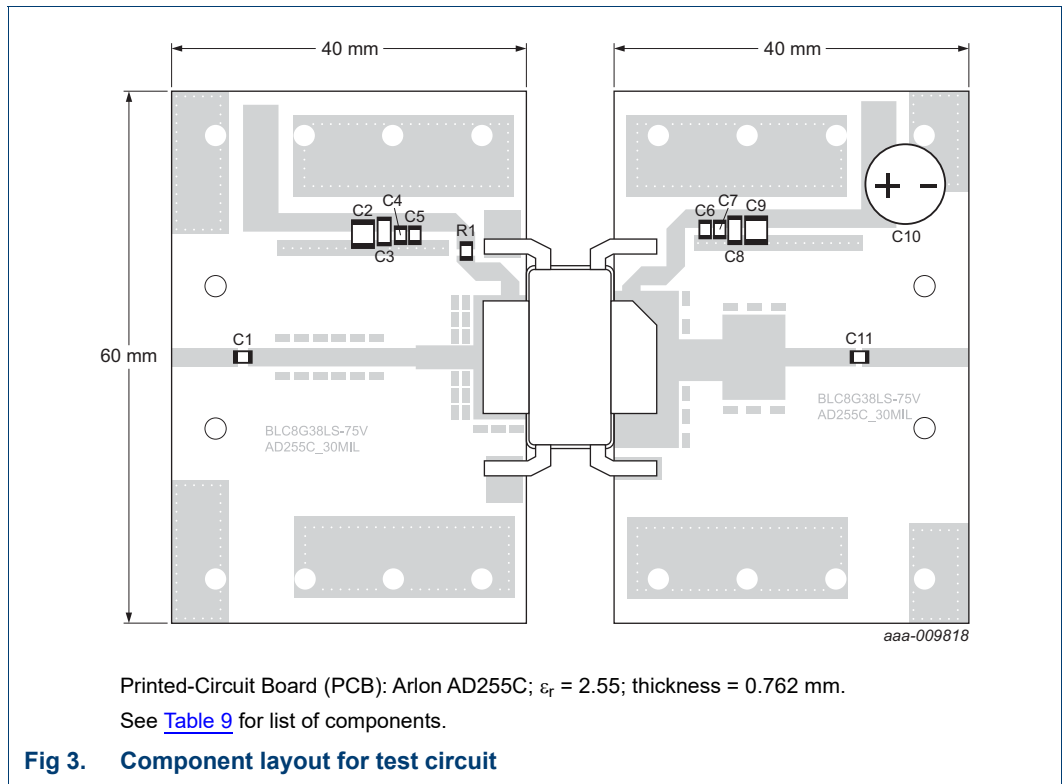 40 mm
40 mm
C4
C2
C5
C3
R1
C7
C6
C9
C8
+ -
C10
60 mm
C1
C11
BLC8G38LS-75V
AD255C_30MIL
BLC8G38LS-75V
AD255C_30MIL
aaa-009818
Printed-Circuit Board (PCB): Arlon AD255C; εr = 2.55; thickness = 0.762 mm.
See Table 9 for list of components.
Fig 3. Component layout for test circuit